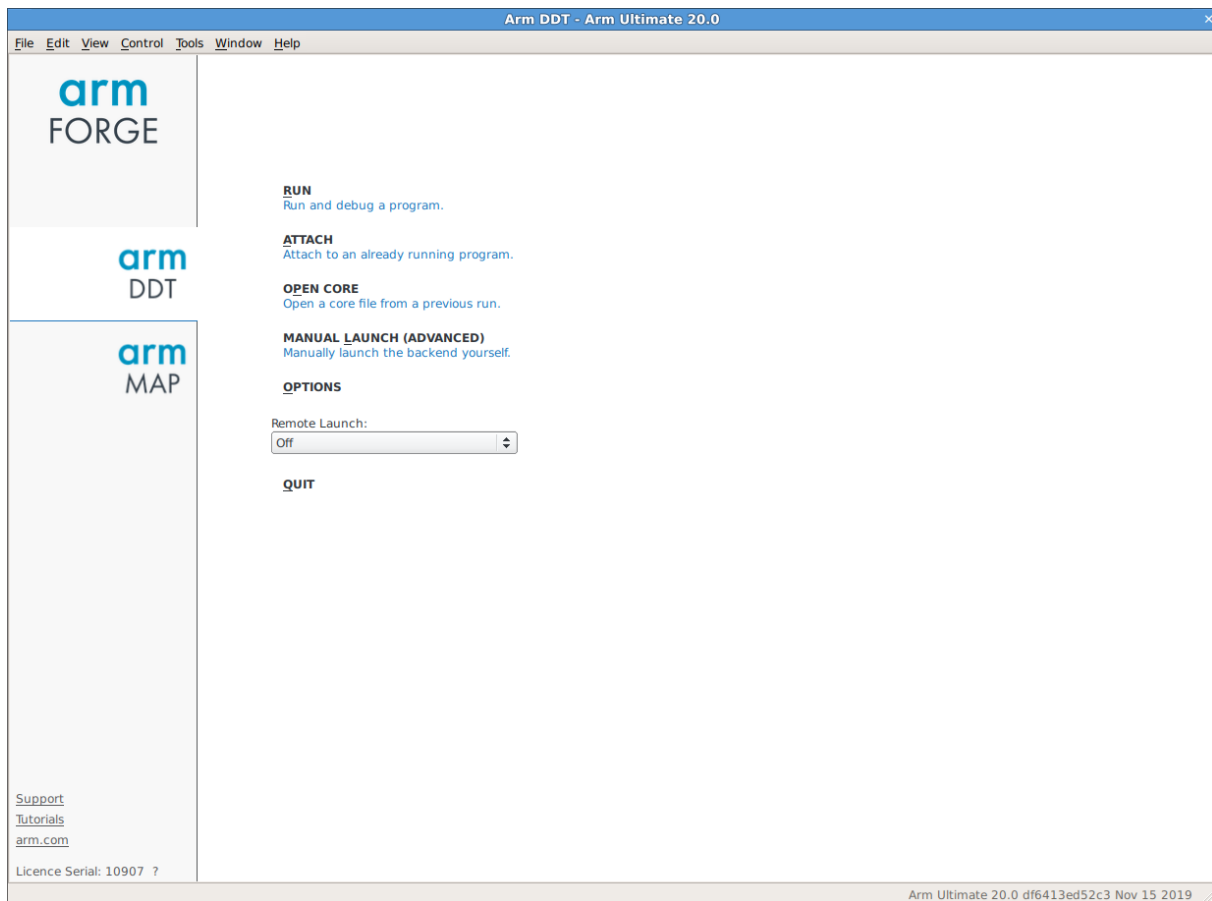 Arm DDT - Arm Ultimate 20.0
File Edit View Control Tools Window Help
arm
FORGE
RUN
Run and debug a program.
ATTACH
Attach to an already running program.
arm
DDT
OPEN CORE
Open a core file from a previous run.
MANUAL LAUNCH (ADVANCED)
Manually launch the backend yourself.
arm
MAP
OPTIONS
Remote Launch:
Off
QUIT
Support
Tutorials
arm.com
Licence Serial: 10907 ?
Arm Ultimate 20.0 df6413ed52c3 Nov 15 2019